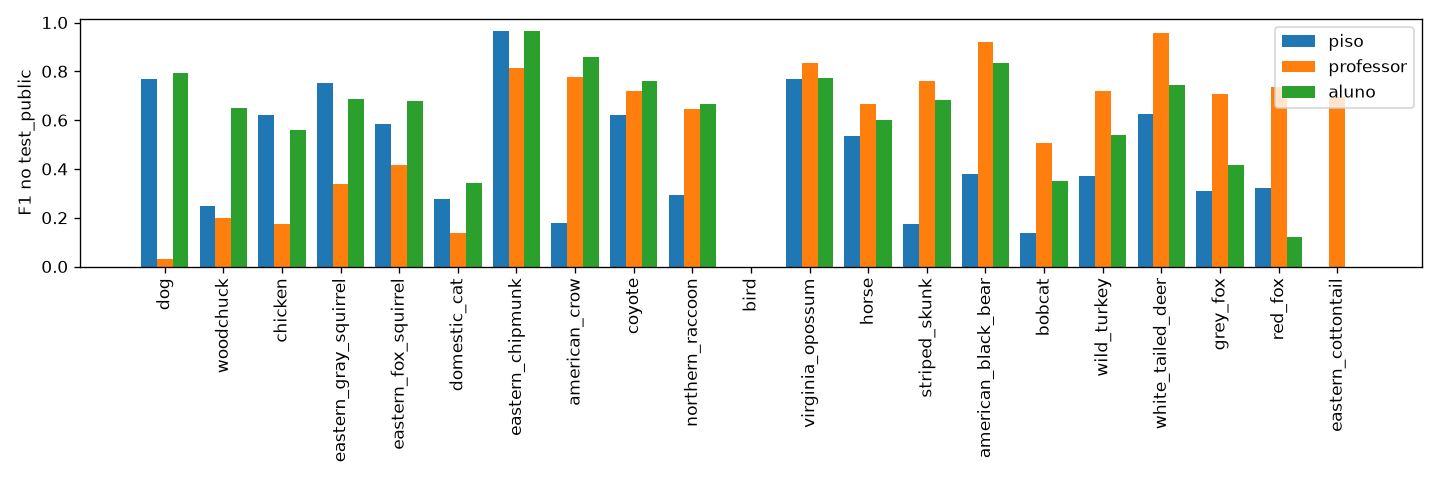 F1 no test_public
1.0
0.8
0.6
0.4
0.2
0.0
piso
professor
aluno
dog
woodchuck
chicken
eastern_gray_squirrel
eastern_fox_squirrel
domestic_cat
eastern_chipmunk
american_crow
coyote
northern_raccoon
bird
virginia_opossum
horse
striped_skunk
american_black_bear
bobcat
wild_turkey
white_tailed_deer
grey_fox
red_fox
eastern_cottontail